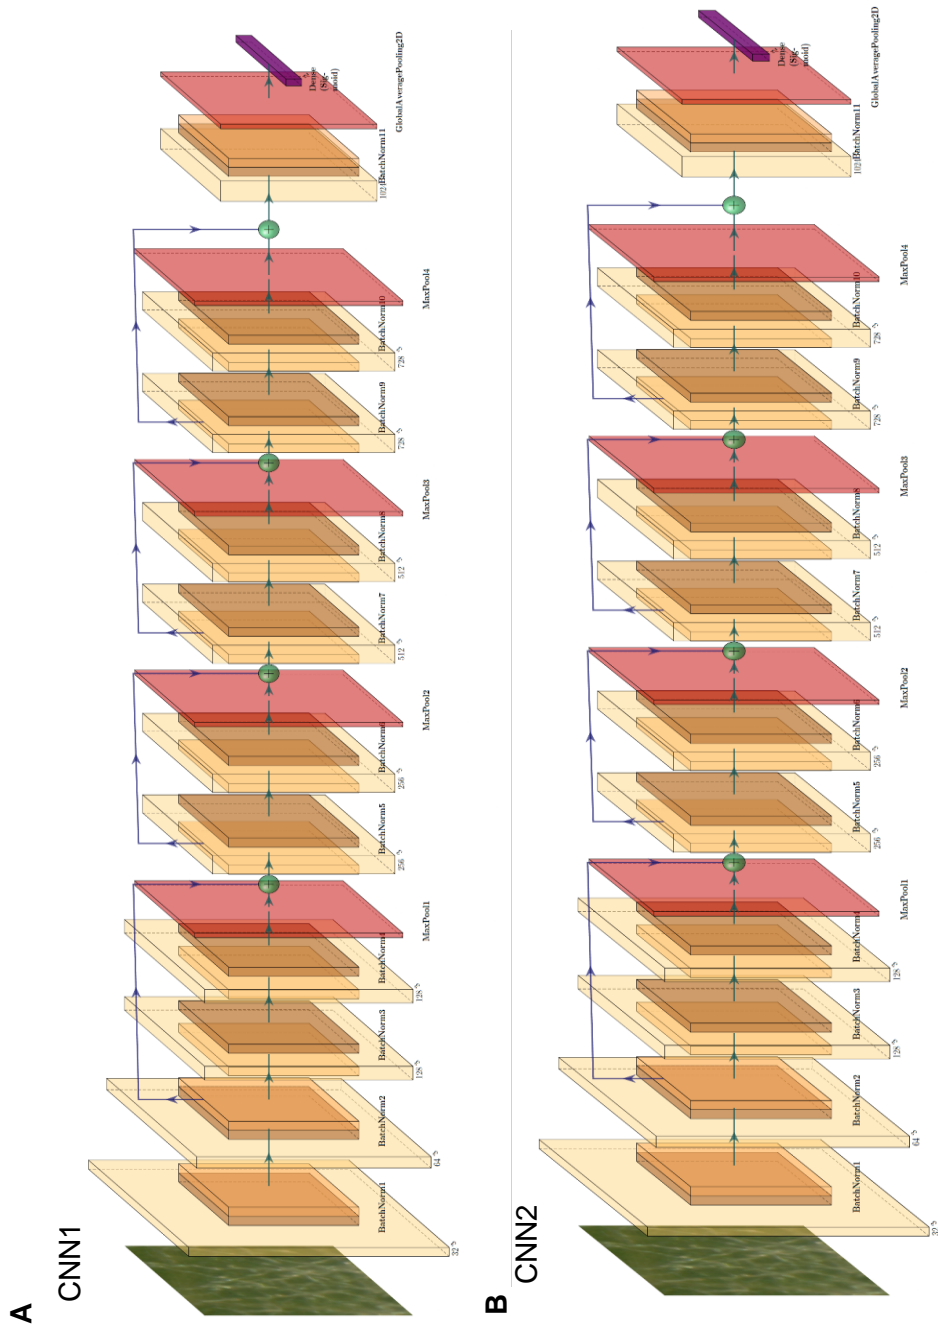 A
CNN1
32
BatchNorm1
64
BatchNorm2
128
BatchNorm3
128
BatchNorm4
MaxPool1
256
BatchNorm5
256
BatchNorm6
MaxPool2
512
BatchNorm7
512
BatchNorm8
MaxPool3
728
BatchNorm9
728
BatchNorm10
MaxPool4
1024
BatchNorm11
GlobalAveragePooling2D
Dense
(Sig-
moid)
B
CNN2
32
BatchNorm1
64
BatchNorm2
128
BatchNorm3
128
BatchNorm4
MaxPool1
256
BatchNorm5
256
BatchNorm6
MaxPool2
512
BatchNorm7
512
BatchNorm8
MaxPool3
728
BatchNorm9
728
BatchNorm10
MaxPool4
1024
BatchNorm11
GlobalAveragePooling2D
Dense
(Sig-
moid)